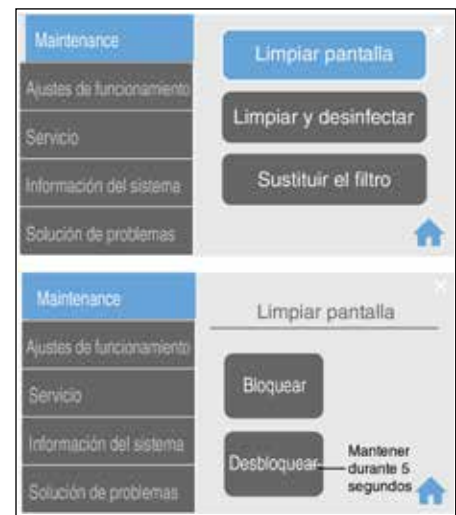 Maintenance
Ajustes de funcionamiento
Servicio
Información del sistema
Solución de problemas
Limpiar pantalla
Limpiar y desinfectar
Sustituir el filtro
Maintenance
Ajustes de funcionamiento
Servicio
Información del sistema
Solución de problemas
Limpiar pantalla
Bloquear
Desbloquear
Mantener
durante 5
segundos